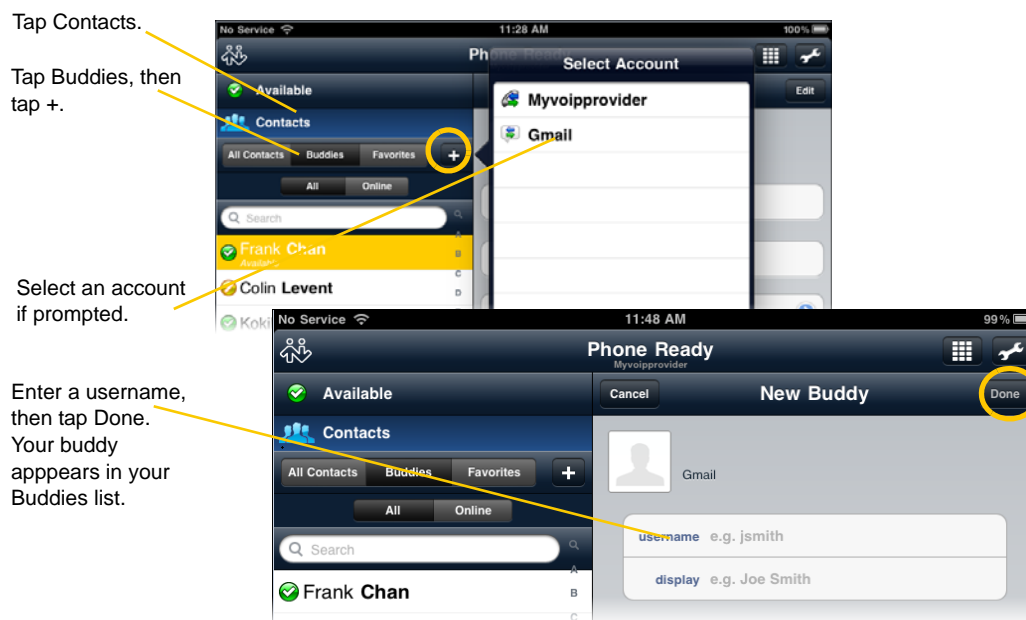 Tap Contacts.
Tap Buddies, then
tap +.
Select an account
if prompted.
Enter a username,
then tap Done.
Your buddy
apppears in your
Buddies list.
No Service 11:28 AM 100%
Phone Ready
Select Account
Available
Edit
Myvoipprovider
Contacts
Gmail
All Contacts Buddies Favorites +
All Online
Search
A
Frank Chan
B
Available
C
Colin Levent
D
No Service 11:48 AM 99%
Phone Ready
Myvoipprovider
Available
Cancel New Buddy Done
Contacts
Gmail
All Contacts Buddies Favorites +
All Online
username e.g. jsmith
Search
A
display e.g. Joe Smith
Frank Chan
B
C